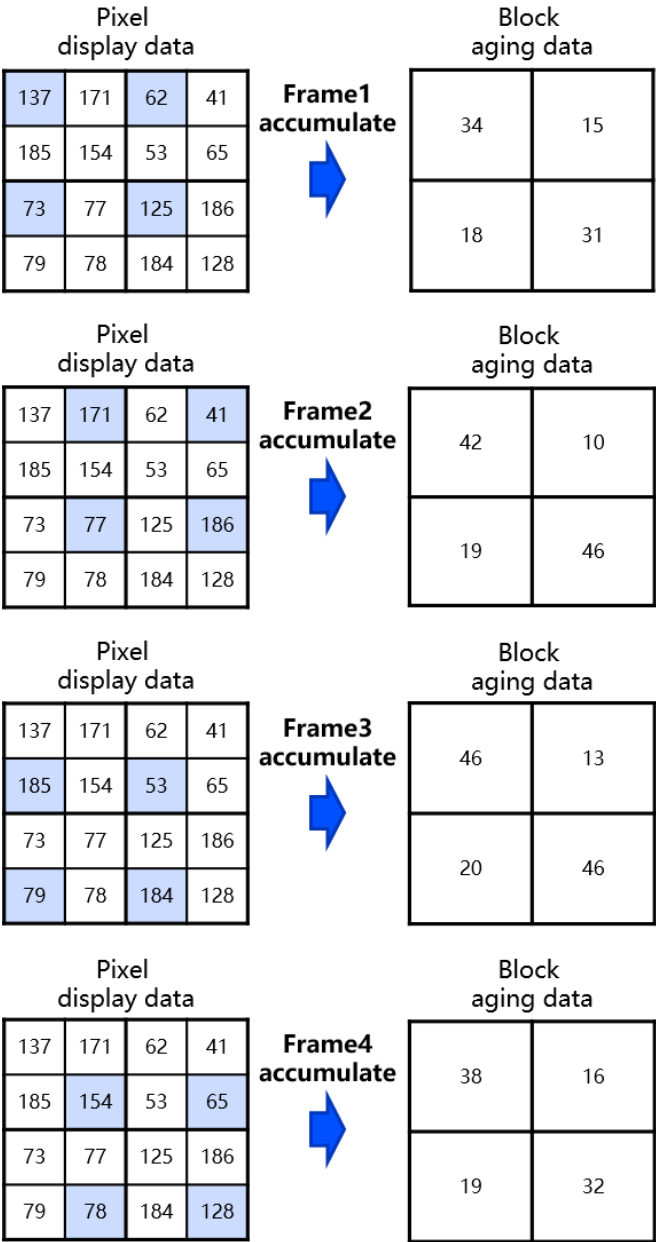 Pixel
display data
Block
aging data
Frame1
accumulate
137 171 62 41
185 154 53 65
73 77 125 186
79 78 184 128
34 15
18 31
Pixel
display data
Block
aging data
Frame2
accumulate
137 171 62 41
185 154 53 65
73 77 125 186
79 78 184 128
42 10
19 46
Pixel
display data
Block
aging data
Frame3
accumulate
137 171 62 41
185 154 53 65
73 77 125 186
79 78 184 128
46 13
20 46
Pixel
display data
Block
aging data
Frame4
accumulate
137 171 62 41
185 154 53 65
73 77 125 186
79 78 184 128
38 16
19 32